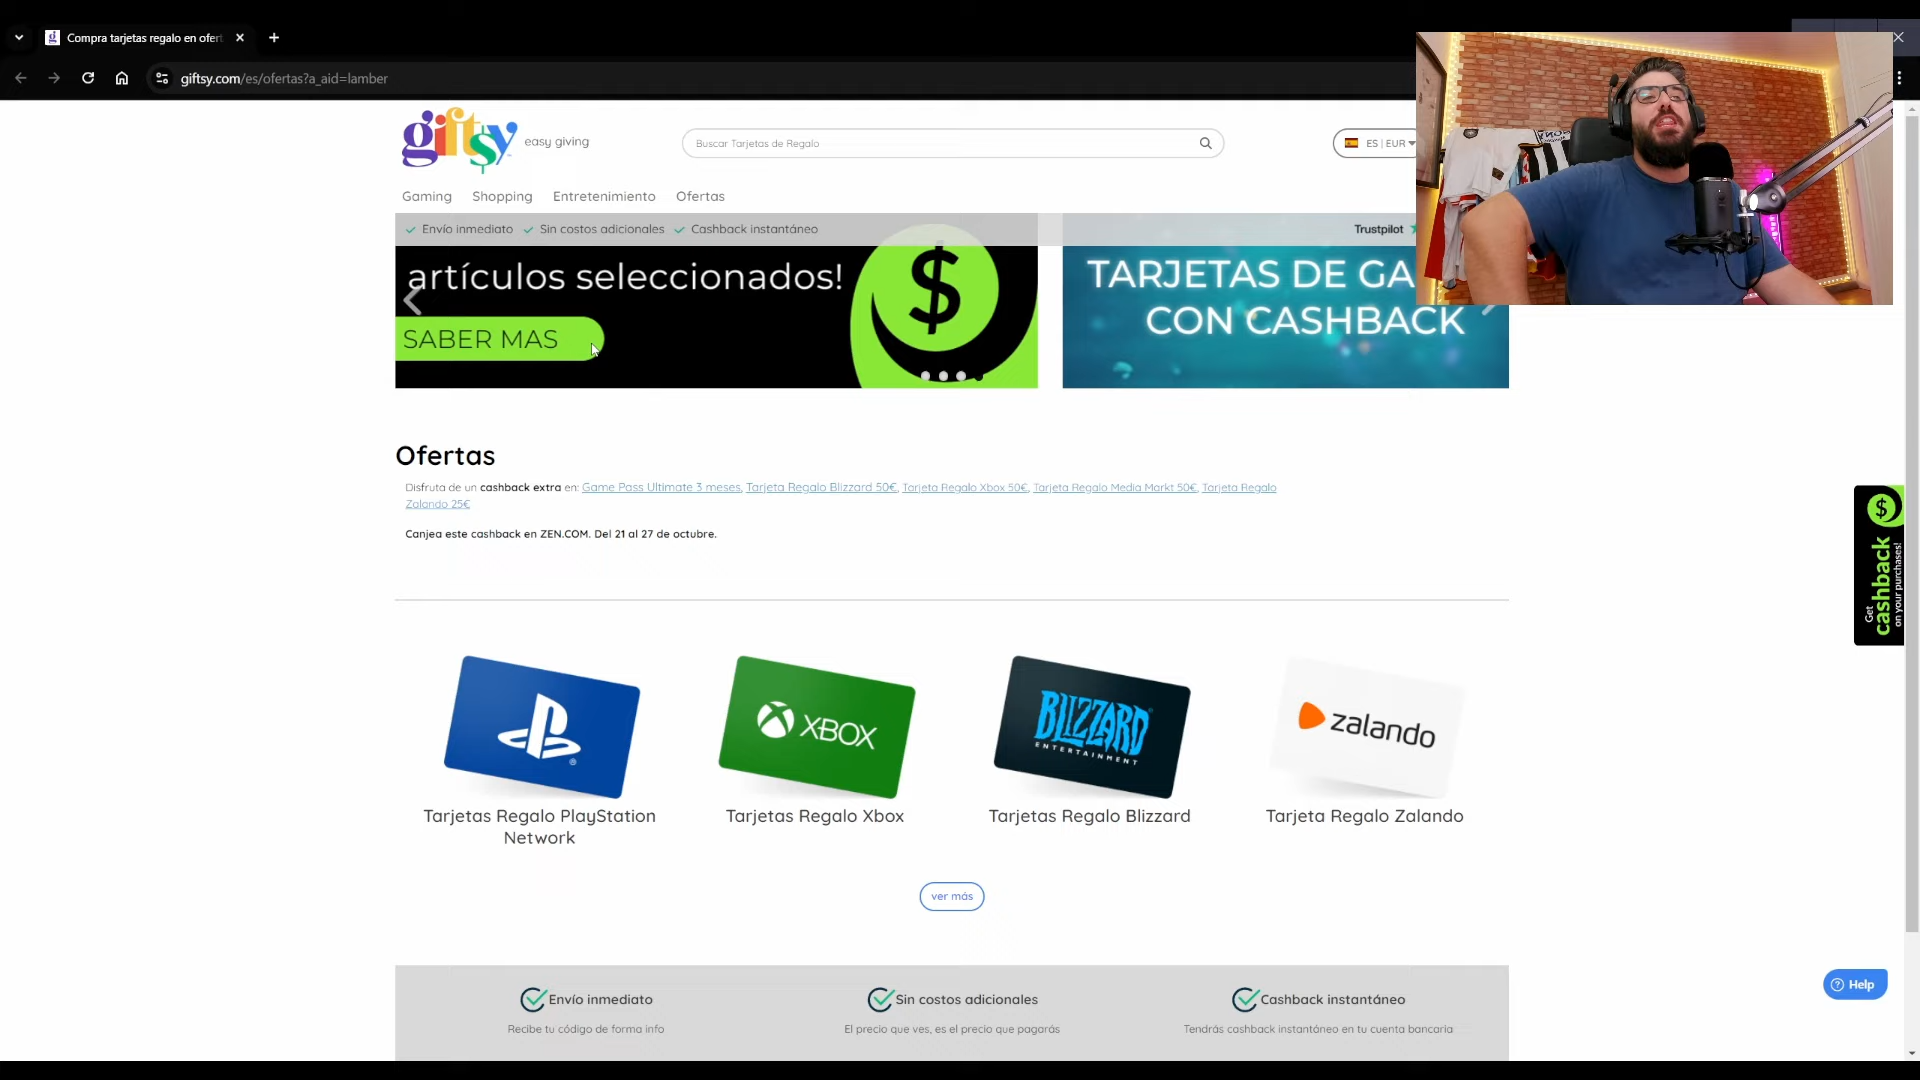 Compra tarjetas regalo en ofer
giftsy.com/es/ofertas?a_aid=lamber
giftsy
easy giving
Buscar Tarjetas de Regalo
ES | EUR
Gaming Shopping Entretenimiento Ofertas
Envío inmediato Sin costos adicionales Cashback instantáneo
Trustpilot
artículos seleccionados!
SABER MAS
$
TARJETAS DE GA
CON CASHBACK
Ofertas
Disfruta de un cashback extra en: Game Pass Ultimate 3 meses, Tarjeta Regalo Blizzard 50€, Tarjeta Regalo Xbox 50€, Tarjeta Regalo Media Markt 50€, Tarjeta Regalo
Zalando 25€
Canjea este cashback en ZEN.COM. Del 21 al 27 de octubre.
$
Get
cashback
on your purchases!
XBOX
BLIZZARD
ENTERTAINMENT
zalando
Tarjetas Regalo PlayStation
Network
Tarjetas Regalo Xbox
Tarjetas Regalo Blizzard
Tarjeta Regalo Zalando
ver más
Envío inmediato
Recibe tu código de forma info
Sin costos adicionales
El precio que ves, es el precio que pagarás
Cashback instantáneo
Tendrás cashback instantáneo en tu cuenta bancaria
Help